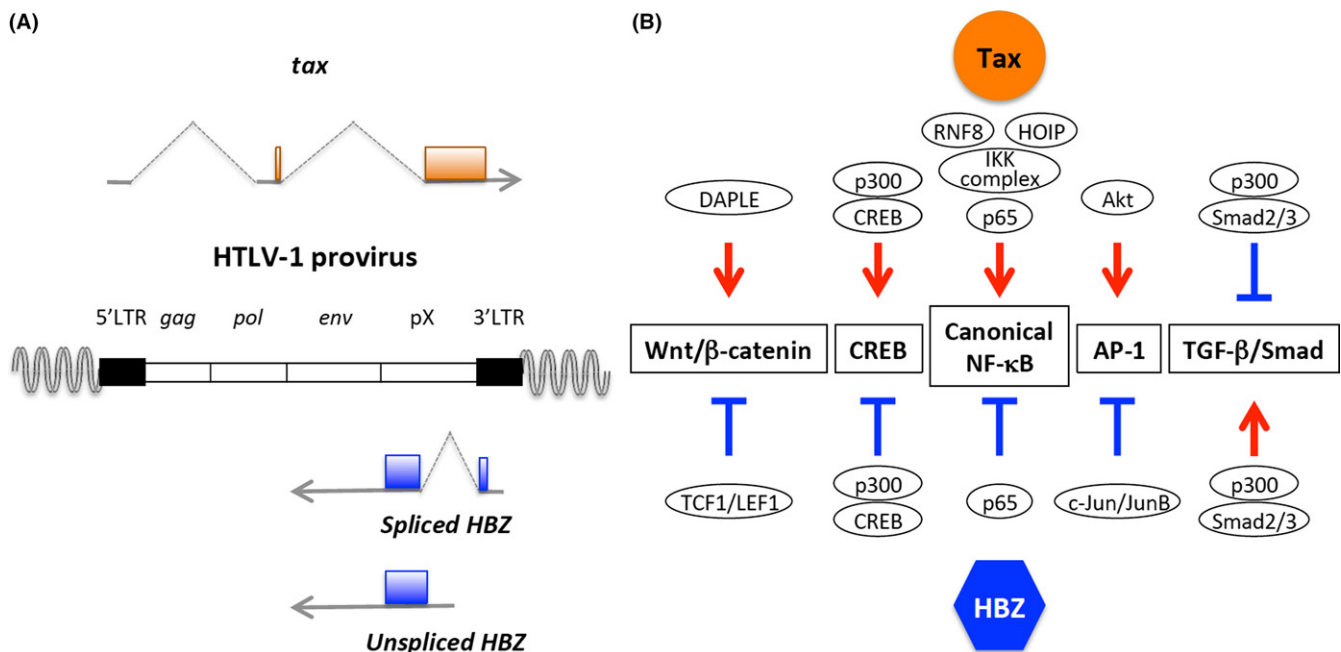 (A)
tax
HTLV-1 provirus
5'LTR gag pol env pX 3'LTR
Spliced HBZ
Unspliced HBZ
(B)
Tax
RNF8 HOIP
IKK
complex
p300
CREB
DAPLE
p65
Akt
p300
Smad2/3
Wnt/β-catenin
CREB
Canonical
NF-κB
AP-1
TGF-β/Smad
TCF1/LEF1
p300
CREB
p65
c-Jun/JunB
p300
Smad2/3
HBZ